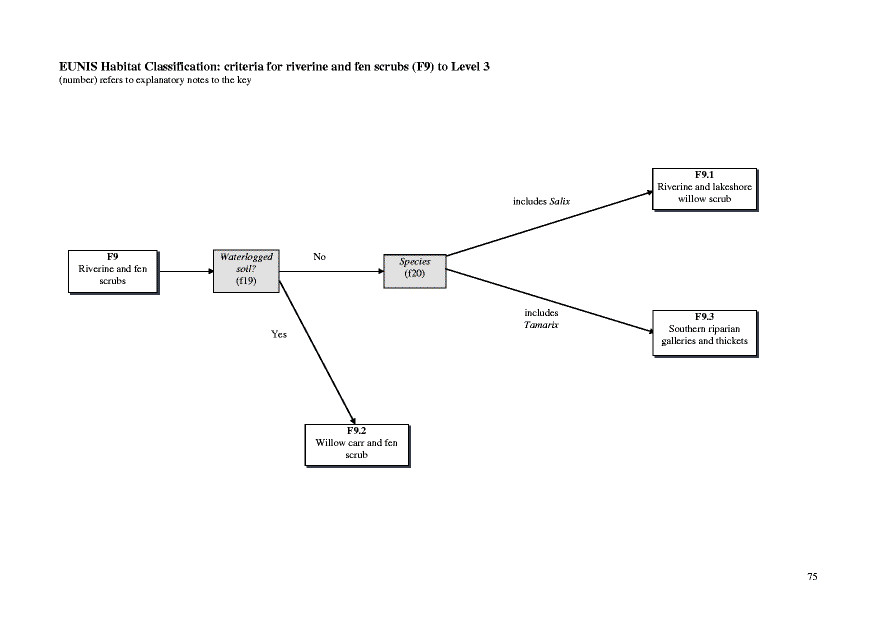 EUNIS Habitat Classification: criteria for riverine and fen scrubs (F9) to Level 3
(number) refers to explanatory notes to the key
F9.1
Riverine and lakeshore
willow scrub
includes Salix
F9
Riverine and fen
scrubs
Waterlogged
soil?
(f19)
No
Species
(f20)
includes
Tamarix
F9.3
Southern riparian
galleries and thickets
Yes
F9.2
Willow carr and fen
scrub
75